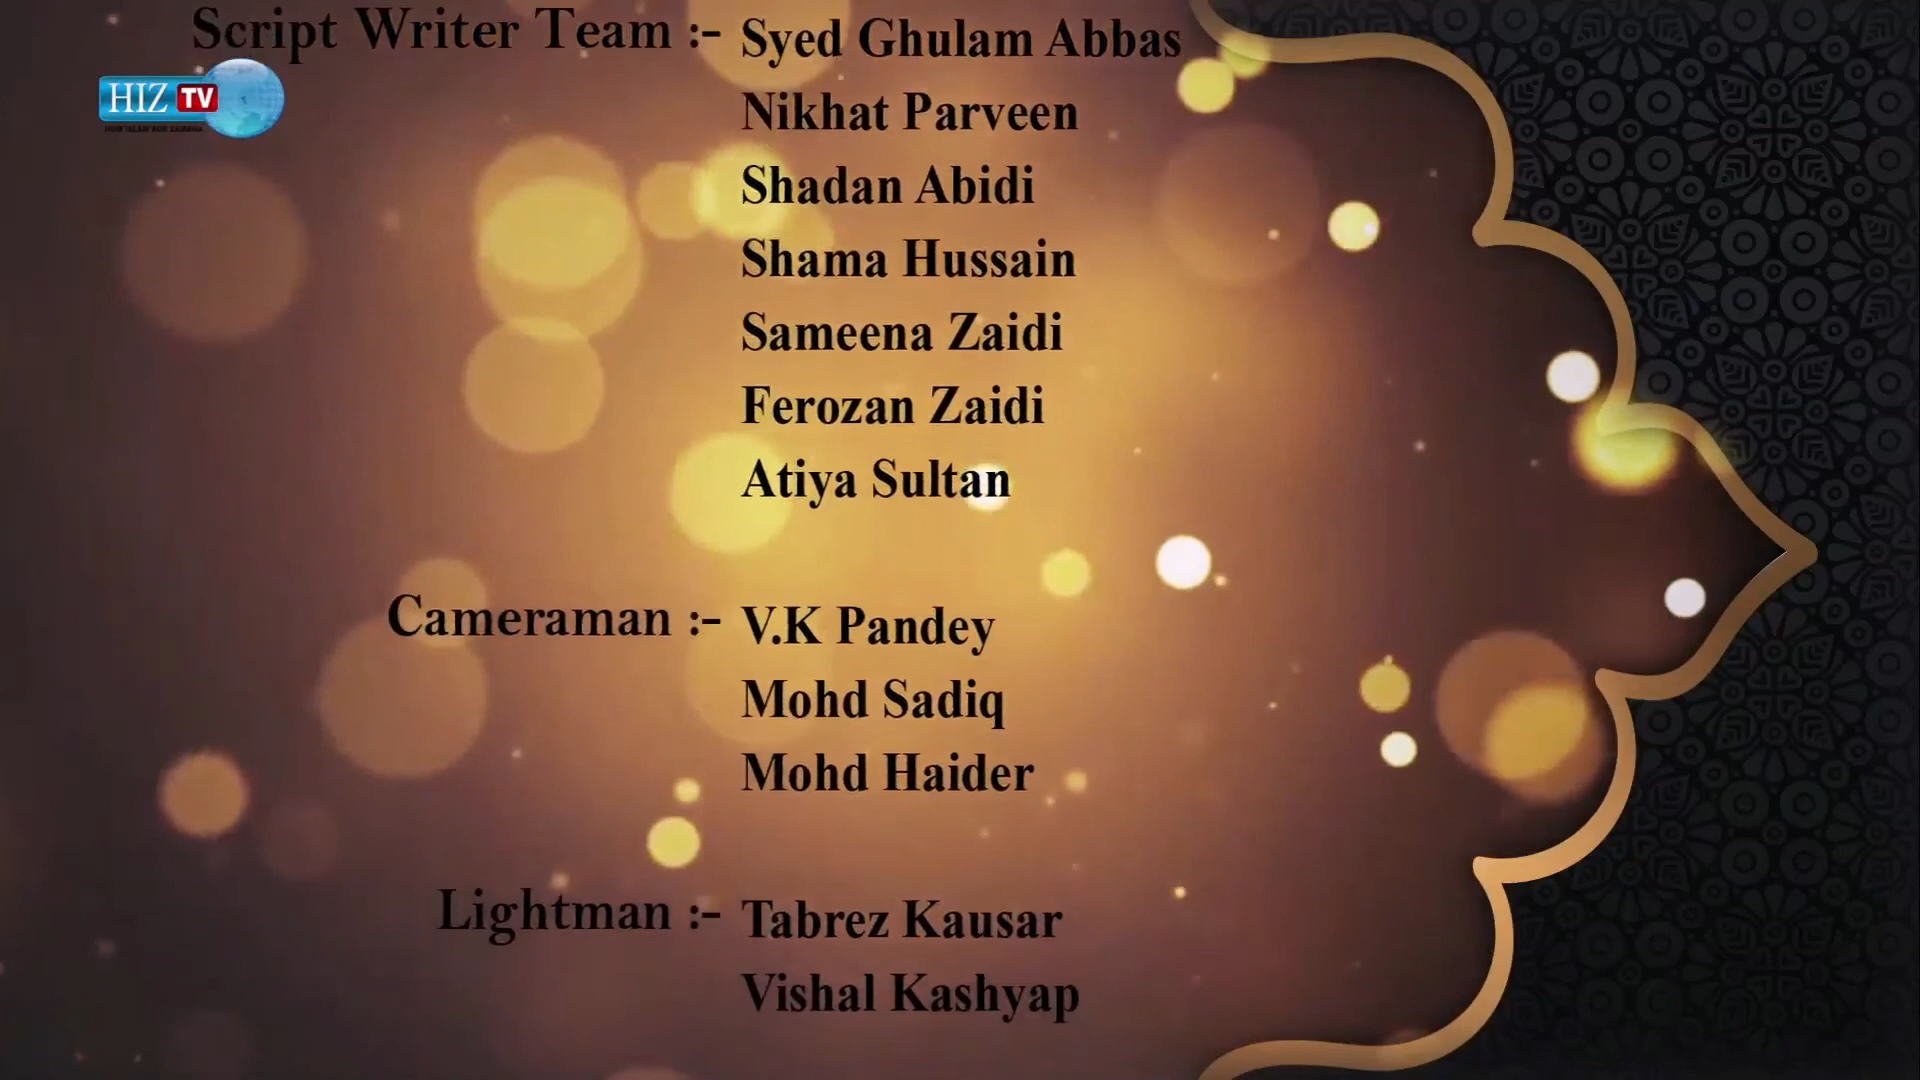 Script Writer Team :- Syed Ghulam Abbas
HIZ TV
Nikhat Parveen
Shadan Abidi
Shama Hussain
Sameena Zaidi
Ferozan Zaidi
Atiya Sultan
Cameraman :- V.K Pandey
Mohd Sadiq
Mohd Haider
Lightman :- Tabrez Kausar
Vishal Kashyap